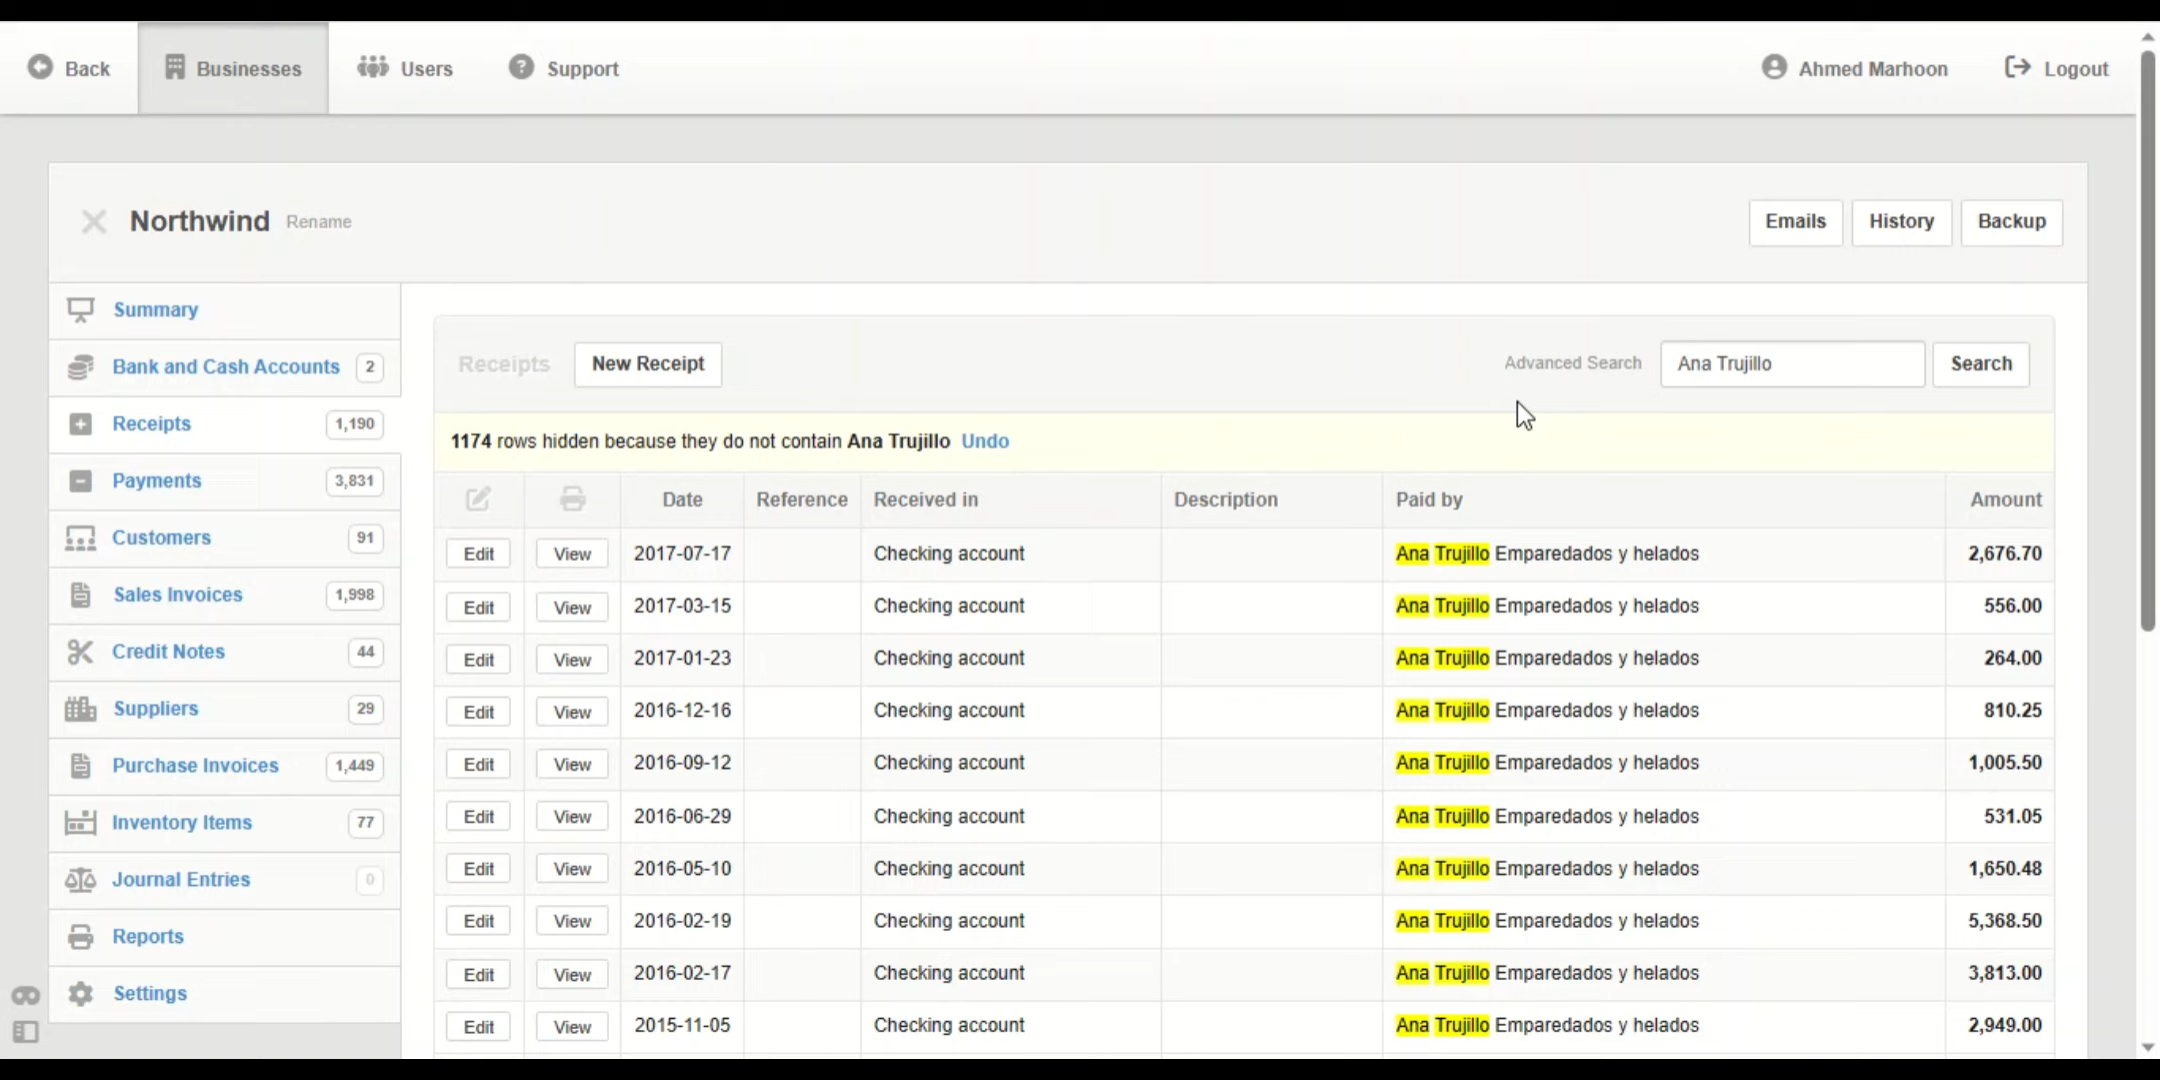 Back Businesses Users Support Ahmed Marhoon Logout
Northwind Rename Emails History Backup
Summary
Bank and Cash Accounts 2
Receipts 1,190
Payments 3,831
Customers 91
Sales Invoices 1,998
Credit Notes 44
Suppliers 29
Purchase Invoices 1,449
Inventory Items 77
Journal Entries 0
Reports
Settings
Receipts New Receipt Advanced Search Ana Trujillo Search
1174 rows hidden because they do not contain Ana Trujillo Undo
Date Reference Received in Description Paid by Amount
Edit View 2017-07-17 Checking account Ana Trujillo Emparedados y helados 2,676.70
Edit View 2017-03-15 Checking account Ana Trujillo Emparedados y helados 556.00
Edit View 2017-01-23 Checking account Ana Trujillo Emparedados y helados 264.00
Edit View 2016-12-16 Checking account Ana Trujillo Emparedados y helados 810.25
Edit View 2016-09-12 Checking account Ana Trujillo Emparedados y helados 1,005.50
Edit View 2016-06-29 Checking account Ana Trujillo Emparedados y helados 531.05
Edit View 2016-05-10 Checking account Ana Trujillo Emparedados y helados 1,650.48
Edit View 2016-02-19 Checking account Ana Trujillo Emparedados y helados 5,368.50
Edit View 2016-02-17 Checking account Ana Trujillo Emparedados y helados 3,813.00
Edit View 2015-11-05 Checking account Ana Trujillo Emparedados y helados 2,949.00